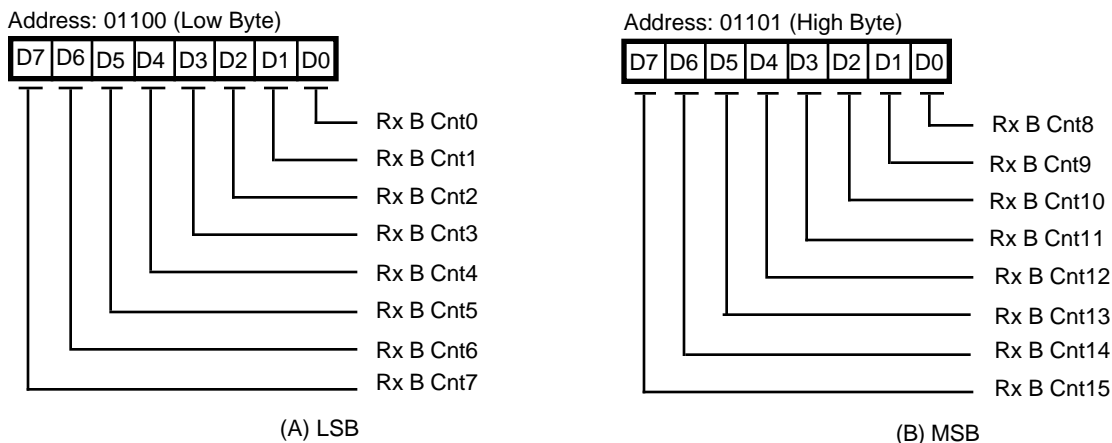 Address: 01100 (Low Byte)
D7 D6 D5 D4 D3 D2 D1 D0
Rx B Cnt0
Rx B Cnt1
Rx B Cnt2
Rx B Cnt3
Rx B Cnt4
Rx B Cnt5
Rx B Cnt6
Rx B Cnt7
(A) LSB
Address: 01101 (High Byte)
D7 D6 D5 D4 D3 D2 D1 D0
Rx B Cnt8
Rx B Cnt9
Rx B Cnt10
Rx B Cnt11
Rx B Cnt12
Rx B Cnt13
Rx B Cnt14
Rx B Cnt15
(B) MSB